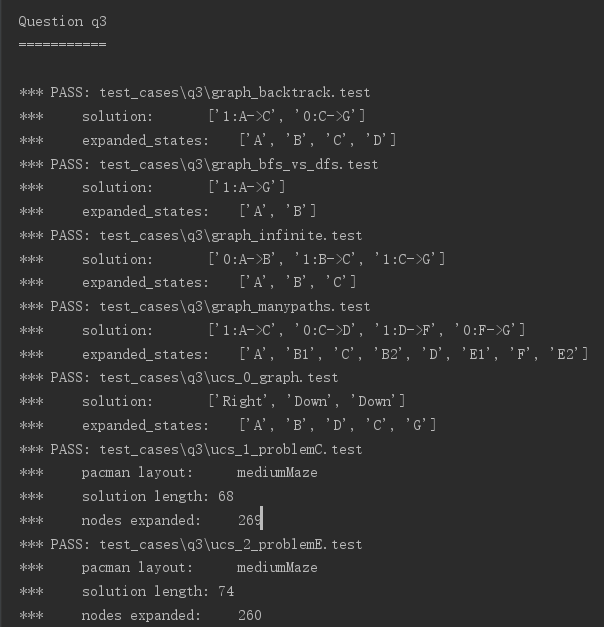 Question q3
===========
*** PASS: test_cases\q3\graph_backtrack.test
***     solution:       ['1:A->C', '0:C->G']
***     expanded_states:    ['A', 'B', 'C', 'D']
*** PASS: test_cases\q3\graph_bfs_vs_dfs.test
***     solution:       ['1:A->G']
***     expanded_states:    ['A', 'B']
*** PASS: test_cases\q3\graph_infinite.test
***     solution:       ['0:A->B', '1:B->C', '1:C->G']
***     expanded_states:    ['A', 'B', 'C']
*** PASS: test_cases\q3\graph_manypaths.test
***     solution:       ['1:A->C', '0:C->D', '1:D->F', '0:F->G']
***     expanded_states:    ['A', 'B1', 'C', 'B2', 'D', 'E1', 'F', 'E2']
*** PASS: test_cases\q3\ucs_0_graph.test
***     solution:       ['Right', 'Down', 'Down']
***     expanded_states:    ['A', 'B', 'D', 'C', 'G']
*** PASS: test_cases\q3\ucs_1_problemC.test
***     pacman layout:      mediumMaze
***     solution length: 68
***     nodes expanded:     269
*** PASS: test_cases\q3\ucs_2_problemE.test
***     pacman layout:      mediumMaze
***     solution length: 74
***     nodes expanded:     260